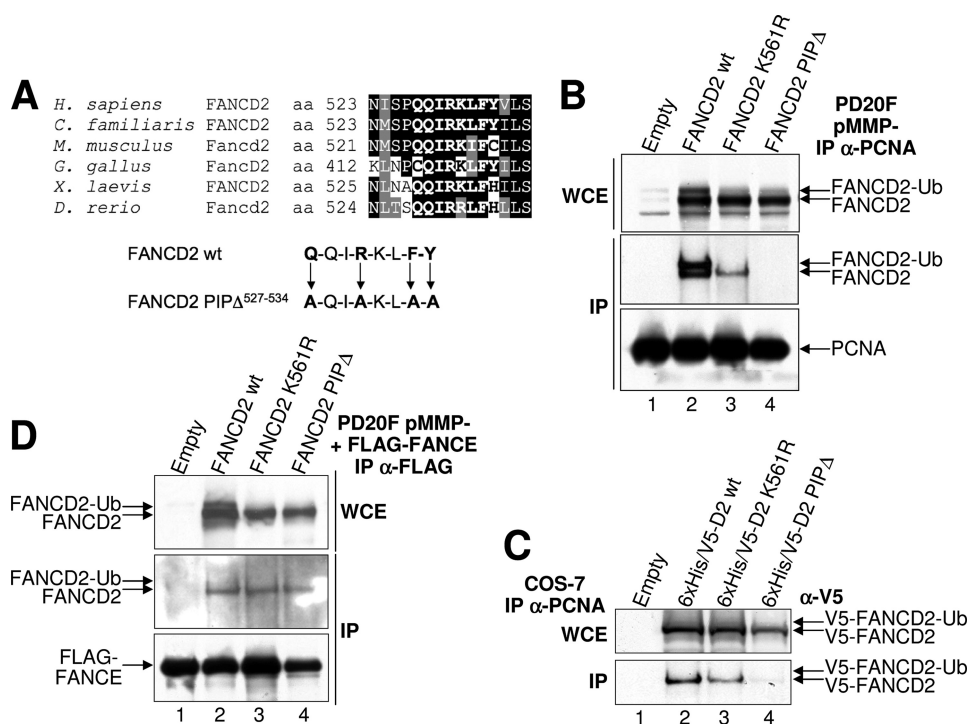 A
H. sapiens FANCD2 aa 523 NISPQQIRKLFYVLS
C. familiaris FANCD2 aa 523 NMSPQQIRKLFYILS
M. musculus Fancd2 aa 521 NMSPQQIRKIFCILS
G. gallus FancD2 aa 412 KLNPCQIRKLFYILS
X. laevis Fancd2 aa 525 NLNAQQIRKLFHILS
D. rerio Fancd2 aa 524 NLTSQQIRRLFHLLS
FANCD2 wt Q-Q-I-R-K-L-F-Y
FANCD2 PIPΔ527-534 A-Q-I-A-K-L-A-A
B
Empty
FANCD2 wt
FANCD2 K561R
FANCD2 PIPΔ
PD20F
pMMP-
IP α-PCNA
WCE
FANCD2-Ub
FANCD2
IP
FANCD2-Ub
FANCD2
PCNA
1 2 3 4
D
Empty
FANCD2 wt
FANCD2 K561R
FANCD2 PIPΔ
PD20F pMMP-
+ FLAG-FANCE
IP α-FLAG
FANCD2-Ub
FANCD2
WCE
FANCD2-Ub
FANCD2
IP
FLAG-
FANCE
1 2 3 4
C
COS-7
IP α-PCNA
Empty
6xHis/V5-D2 wt
6xHis/V5-D2 K561R
6xHis/V5-D2 PIPΔ
α-V5
WCE
V5-FANCD2-Ub
V5-FANCD2
IP
V5-FANCD2-Ub
V5-FANCD2
1 2 3 4